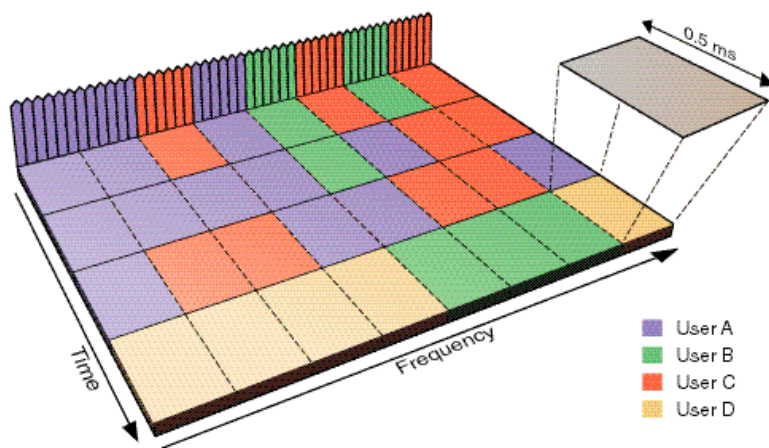 0.5 ms
Time
Frequency
User A
User B
User C
User D